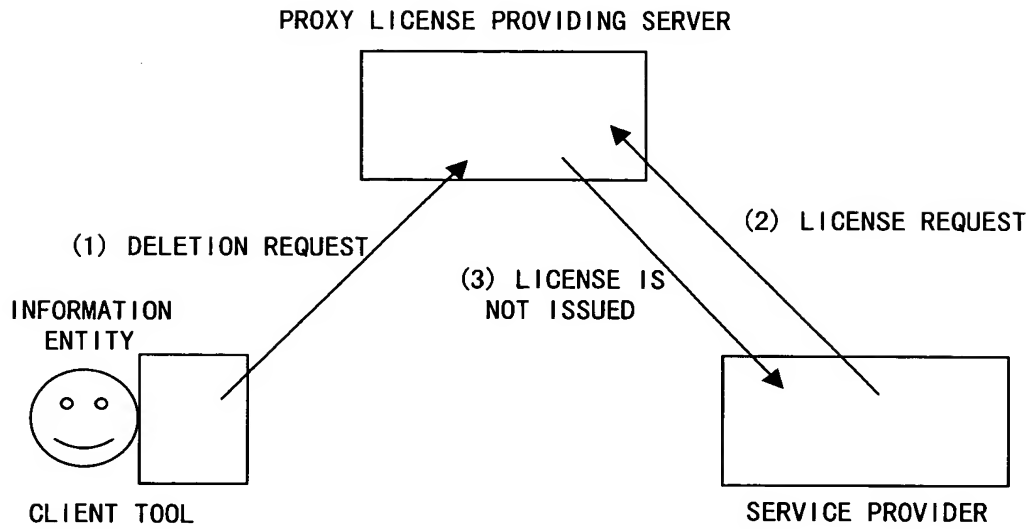 PROXY LICENSE PROVIDING SERVER
(1) DELETION REQUEST
(2) LICENSE REQUEST
(3) LICENSE IS
NOT ISSUED
INFORMATION
ENTITY
CLIENT TOOL
SERVICE PROVIDER